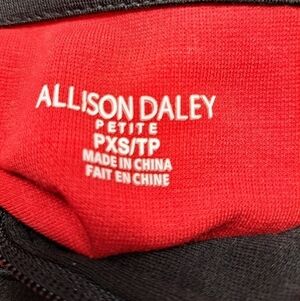 ALLISON DALEY
PETITE
PXS/TP
MADE IN CHINA
FAIT EN CHINE